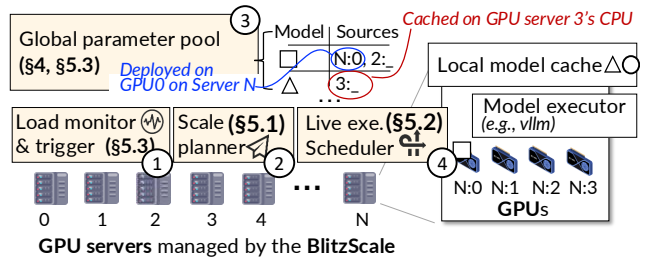 3
Model Sources
Cached on GPU server 3's CPU
Global parameter pool
(§4, §5.3)
Deployed on
GPU0 on Server N
N:0, 2:_
3:_
...
Local model cache
Model executor
(e.g., vllm)
Load monitor
& trigger (§5.3)
1
Scale (§5.1)
planner
2
Live exe. (§5.2)
Scheduler
4
...
N:0 N:1 N:2 N:3
GPUs
0 1 2 3 4 N
GPU servers managed by the BlitzScale